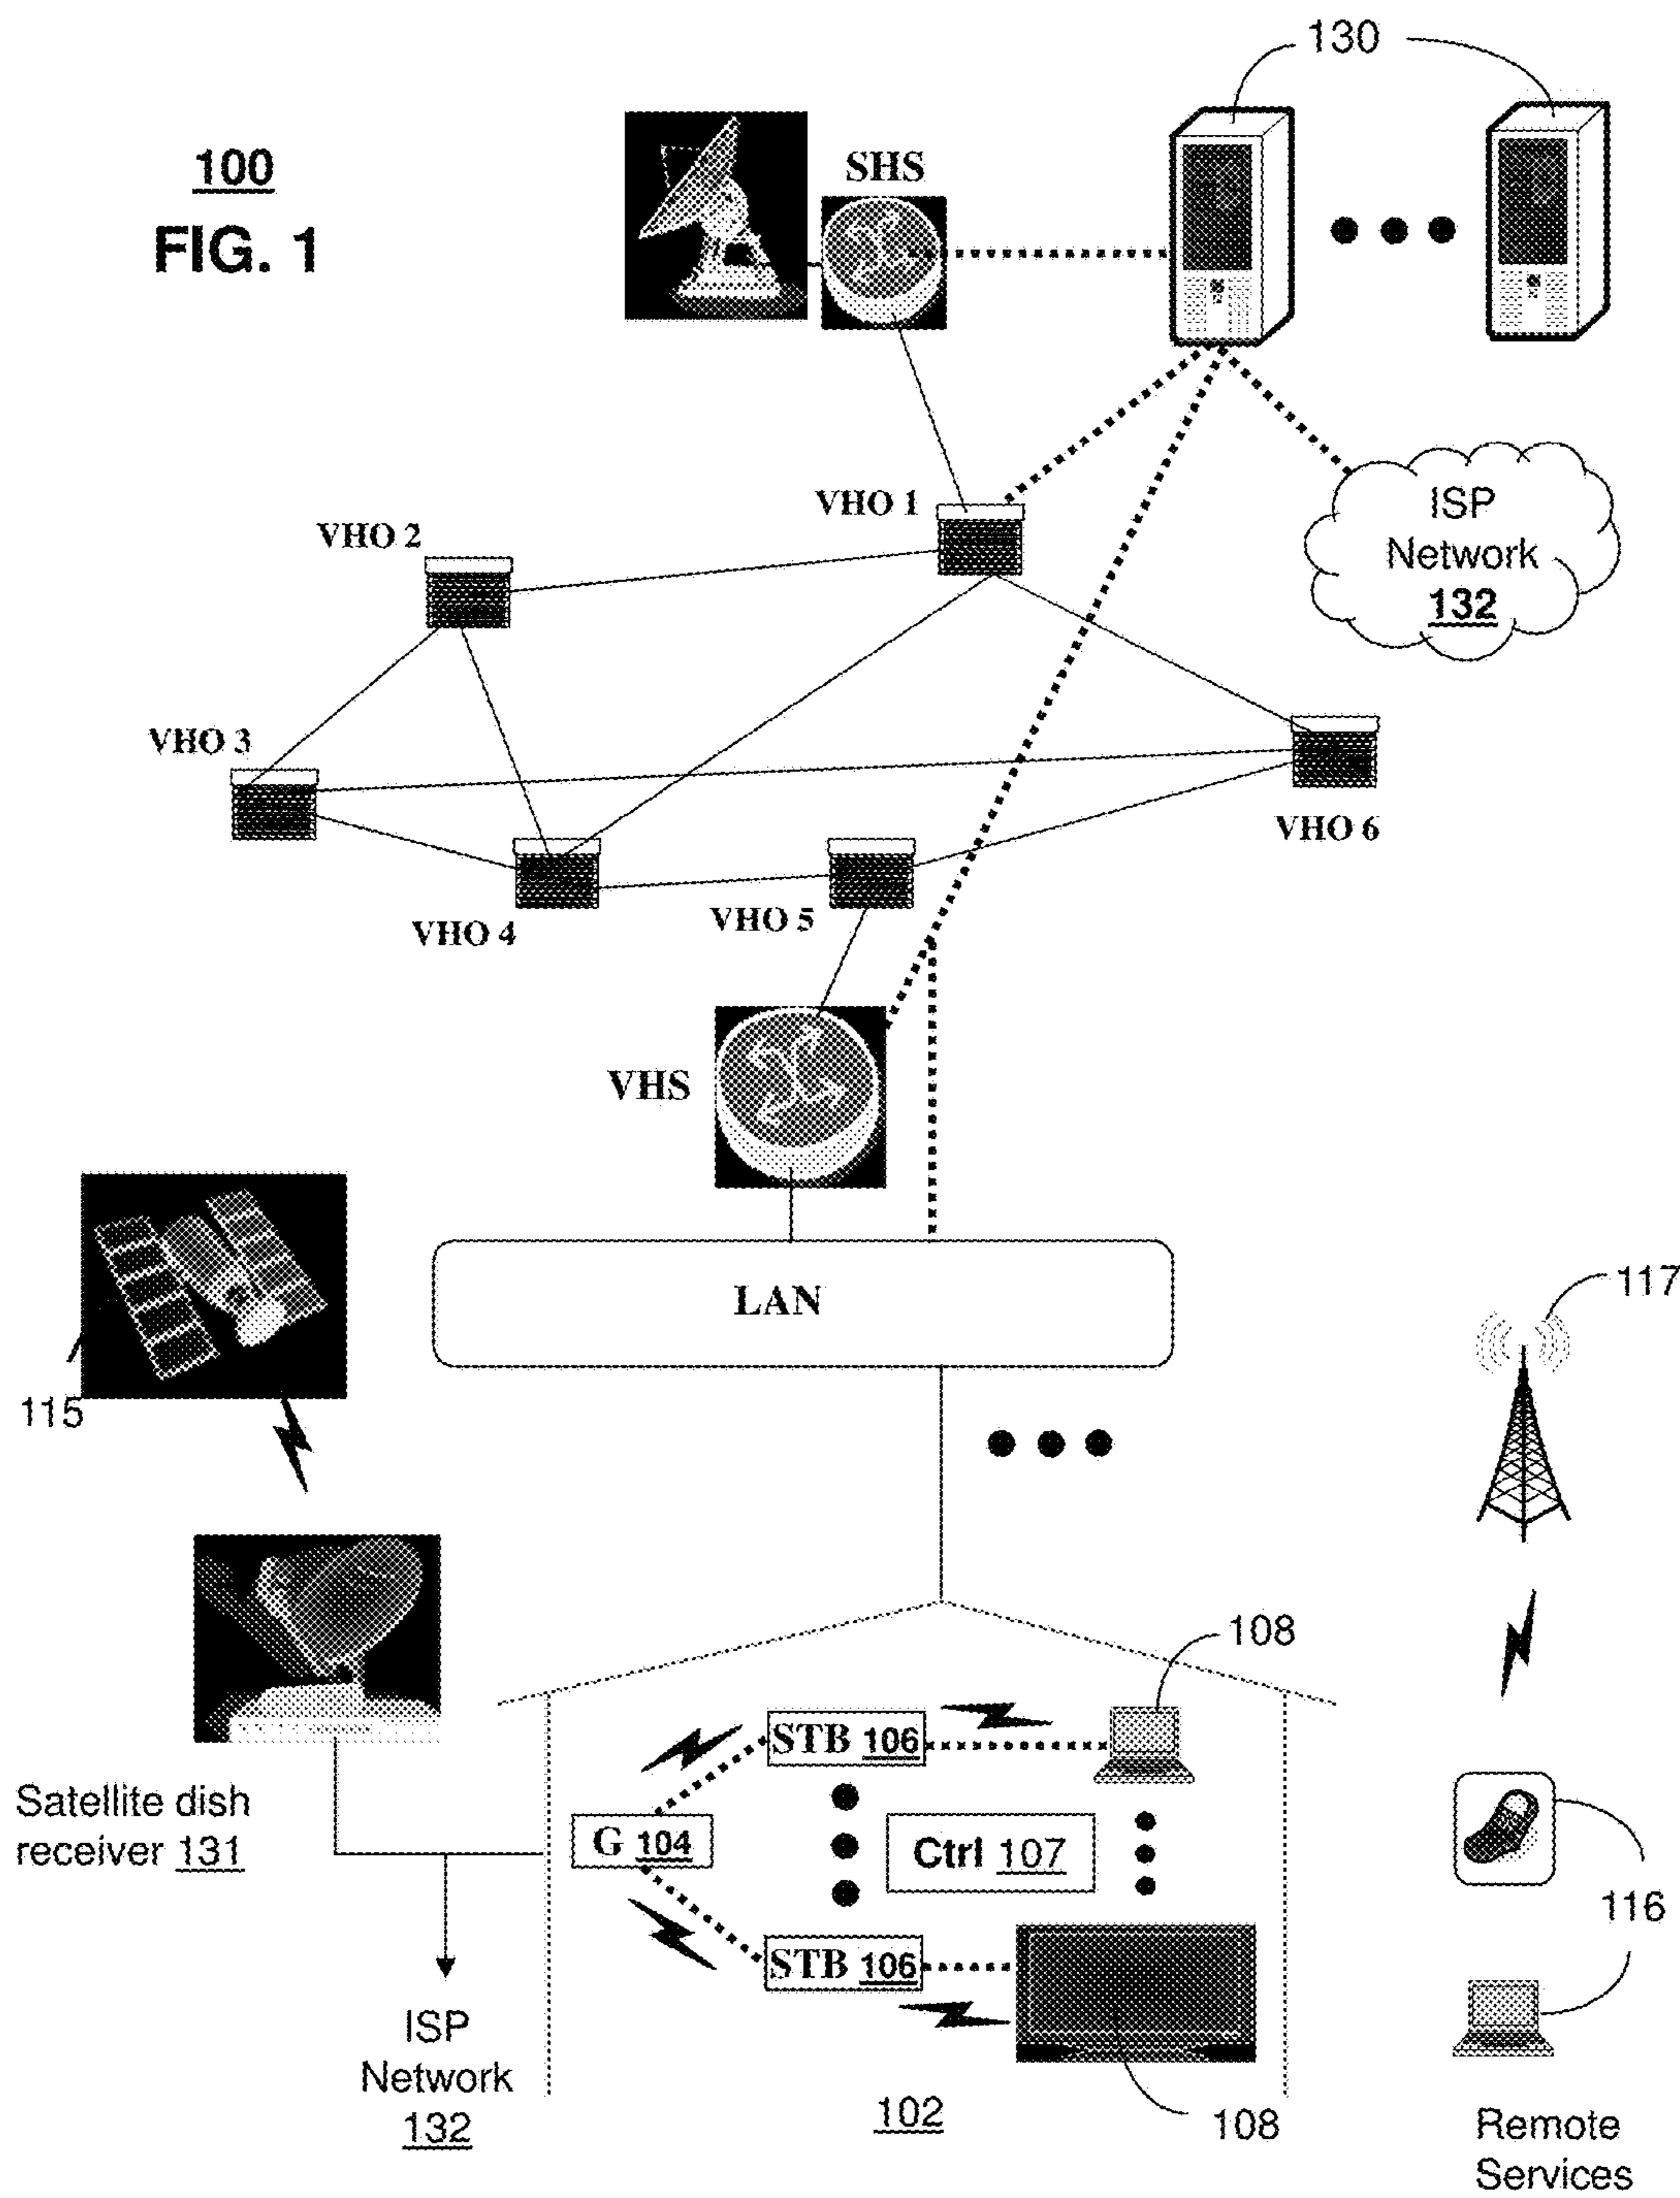 130
100
FIG. 1
SHS
ISP
Network
132
VHO 1
VHO 2
VHO 3
VHO 6
VHO 5
VHO 4
VHS
LAN
117
115
108
STB 106
Satellite dish
receiver 131
G 104
Ctrl 107
116
STB 106
ISP
Network
132
102
108
Remote
Services